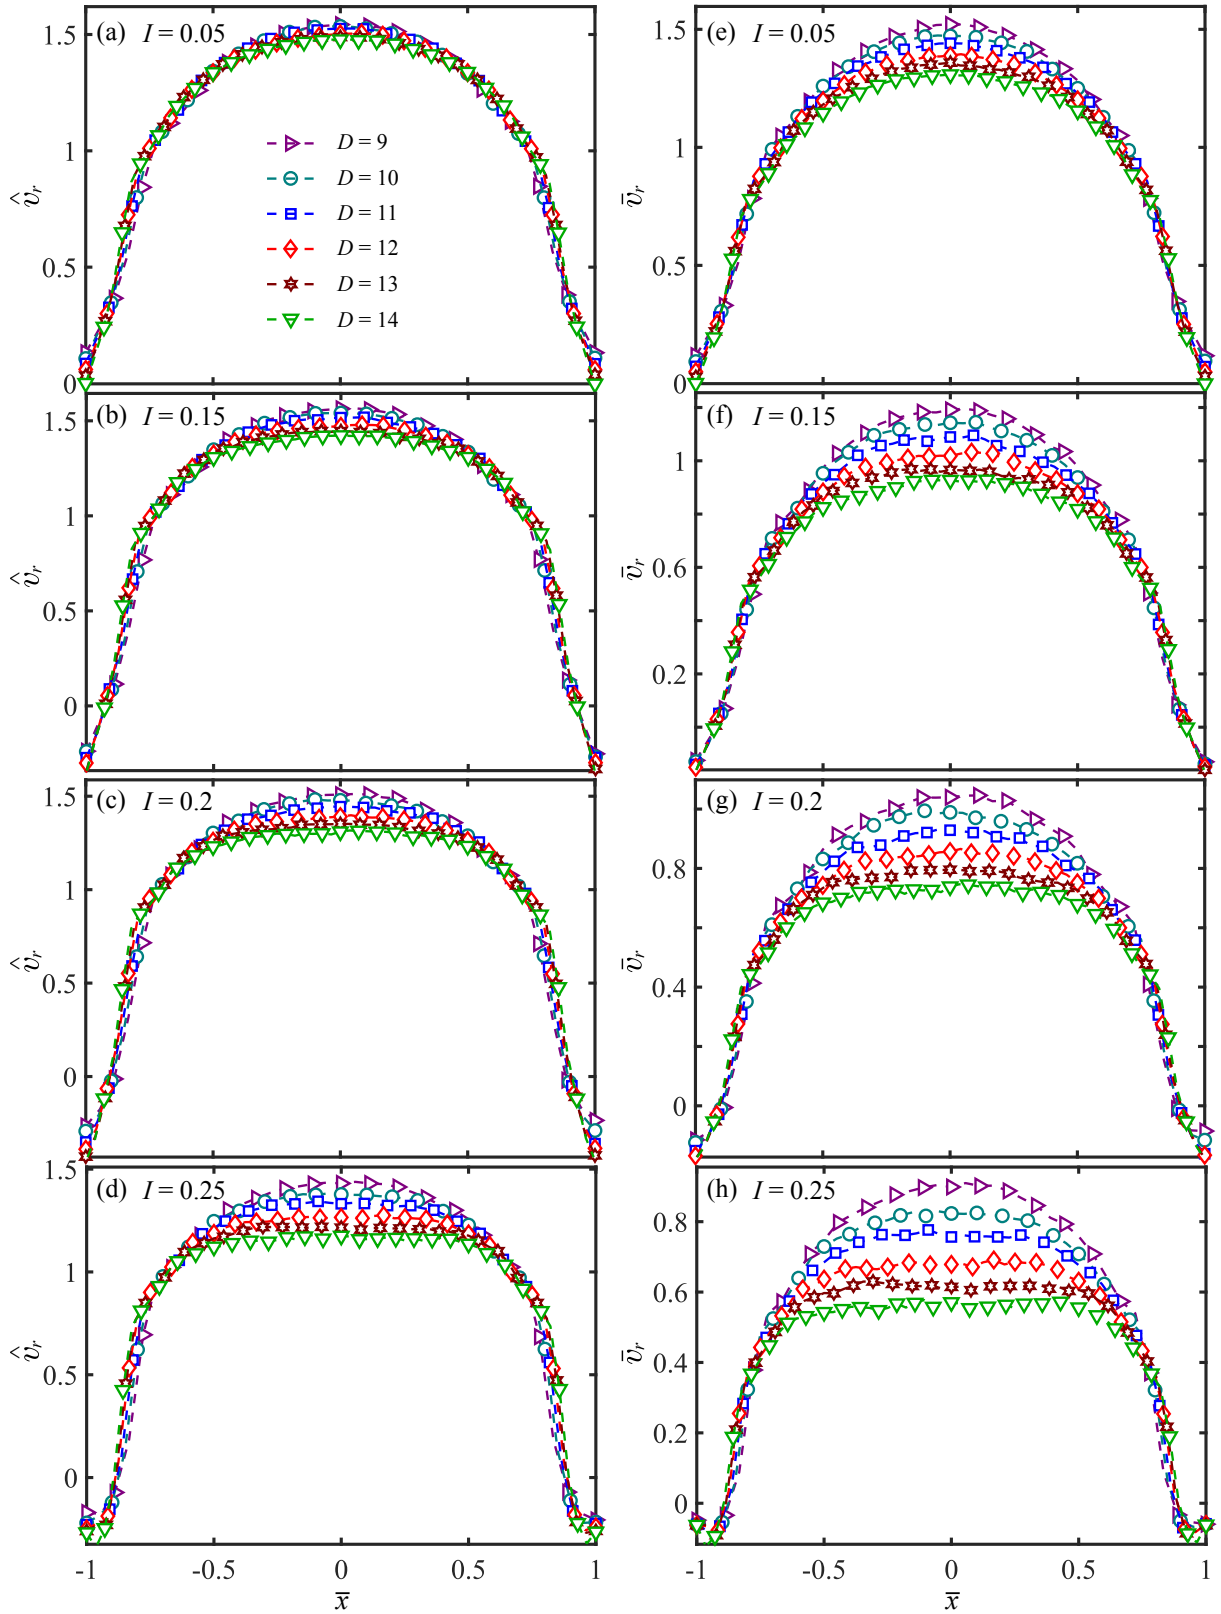 (a) I = 0.05
1.5
1
0.5
0
v̂r
D = 9
D = 10
D = 11
D = 12
D = 13
D = 14
(e) I = 0.05
1.5
1
0.5
0
v̄r
(b) I = 0.15
1.5
1
0.5
0
v̂r
(f) I = 0.15
1
0.6
0.2
v̄r
(c) I = 0.2
1.5
1
0.5
0
v̂r
(g) I = 0.2
0.8
0.4
0
v̄r
(d) I = 0.25
1.5
1
0.5
0
v̂r
-1 -0.5 0 0.5 1
x̄
(h) I = 0.25
0.8
0.6
0.4
0.2
0
v̄r
-1 -0.5 0 0.5 1
x̄